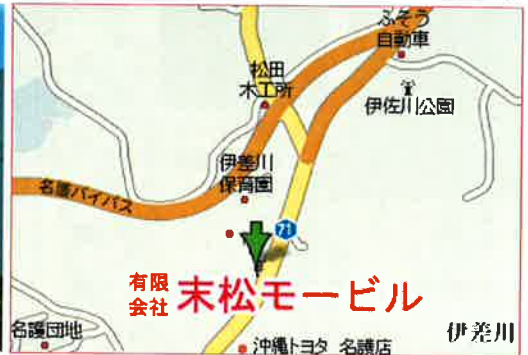 ふそう
自動車
松田
木工所
伊佐川公園
伊差川
保育園
名護バイパス
71
有限
会社
末松モービル
名護団地
沖縄トヨタ 名護店
伊差川